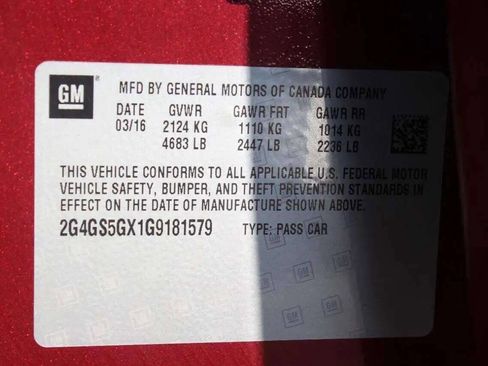 GM MFD BY GENERAL MOTORS OF CANADA COMPANY
DATE GVWR GAWR FRT GAWR RR
03/16 2124 KG 1110 KG 1014 KG
4683 LB 2447 LB 2236 LB
THIS VEHICLE CONFORMS TO ALL APPLICABLE U.S. FEDERAL MOTOR
VEHICLE SAFETY, BUMPER, AND THEFT PREVENTION STANDARDS IN
EFFECT ON THE DATE OF MANUFACTURE SHOWN ABOVE.
2G4GS5GX1G9181579 TYPE: PASS CAR